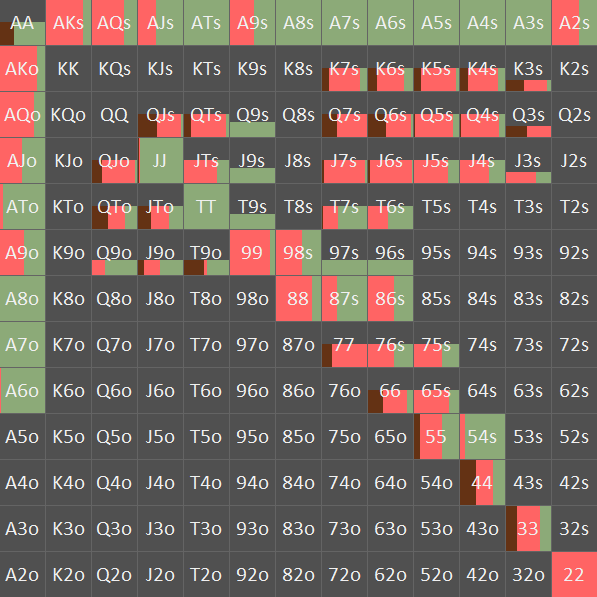 AA AKs AQs AJs ATs A9s A8s A7s A6s A5s A4s A3s A2s
AKo KK KQs KJs KTs K9s K8s K7s K6s K5s K4s K3s K2s
AQo KQo QQ QJs QTs Q9s Q8s Q7s Q6s Q5s Q4s Q3s Q2s
AJo KJo QJo JJ JTs J9s J8s J7s J6s J5s J4s J3s J2s
ATo KTo QTo JTo TT T9s T8s T7s T6s T5s T4s T3s T2s
A9o K9o Q9o J9o T9o 99 98s 97s 96s 95s 94s 93s 92s
A8o K8o Q8o J8o T8o 98o 88 87s 86s 85s 84s 83s 82s
A7o K7o Q7o J7o T7o 97o 87o 77 76s 75s 74s 73s 72s
A6o K6o Q6o J6o T6o 96o 86o 76o 66 65s 64s 63s 62s
A5o K5o Q5o J5o T5o 95o 85o 75o 65o 55 54s 53s 52s
A4o K4o Q4o J4o T4o 94o 84o 74o 64o 54o 44 43s 42s
A3o K3o Q3o J3o T3o 93o 83o 73o 63o 53o 43o 33 32s
A2o K2o Q2o J2o T2o 92o 82o 72o 62o 52o 42o 32o 22